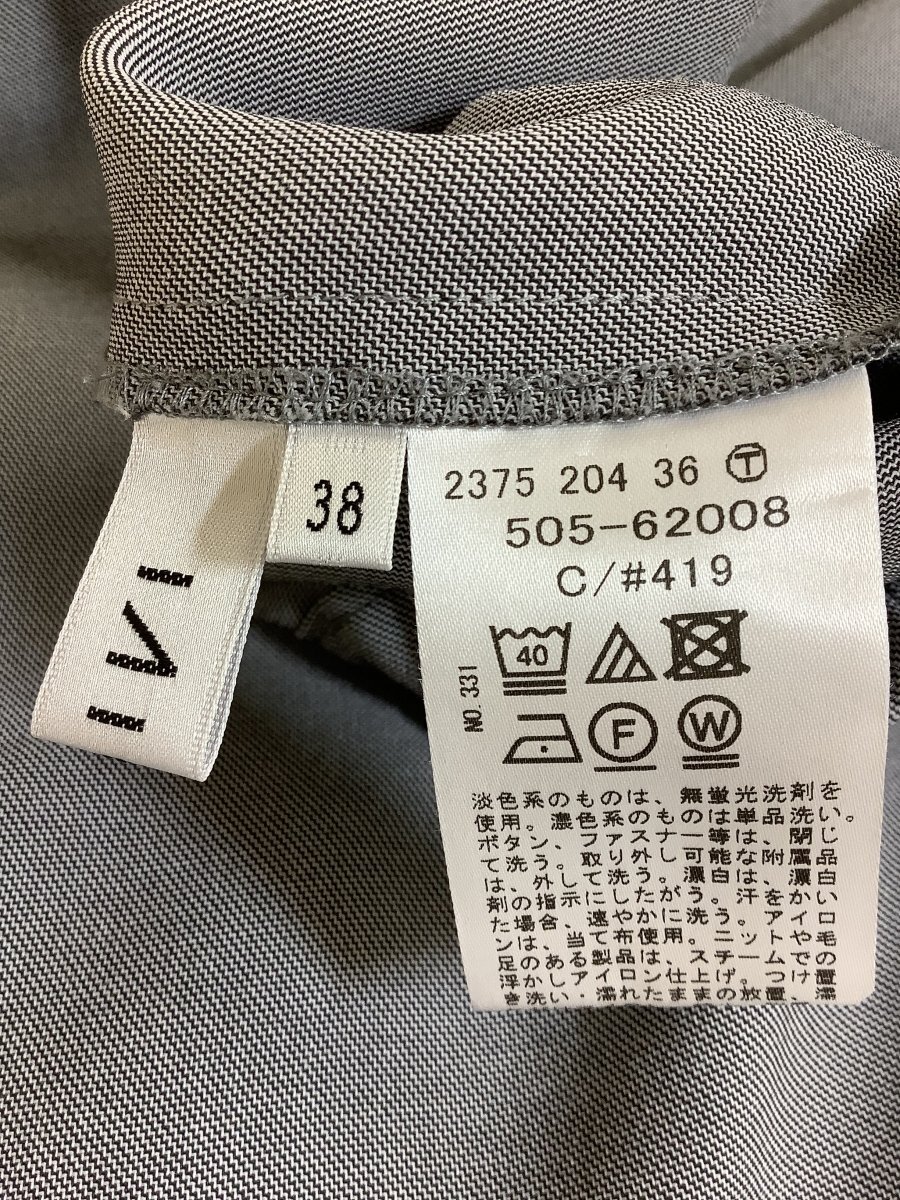 38
2375 204 36 Ⓣ
505-62008
C/#419
NO.331
40
F
W
淡色系のものは、無蛍光洗剤を
使用。濃色系のものは単品洗い。
ボタン、ファスナー等は、閉じ
て洗う。取り外し可能な附属品
は、外して洗う。漂白は、漂白
剤の指示にしたがう。汗をかい
た場合、速やかに洗う。アイロ
ンは、当て布使用。ニットや毛
足のある製品は、スチームでの
浮かしアイロン仕上げ。つけ置
き洗い・濡れたままの放置、濡